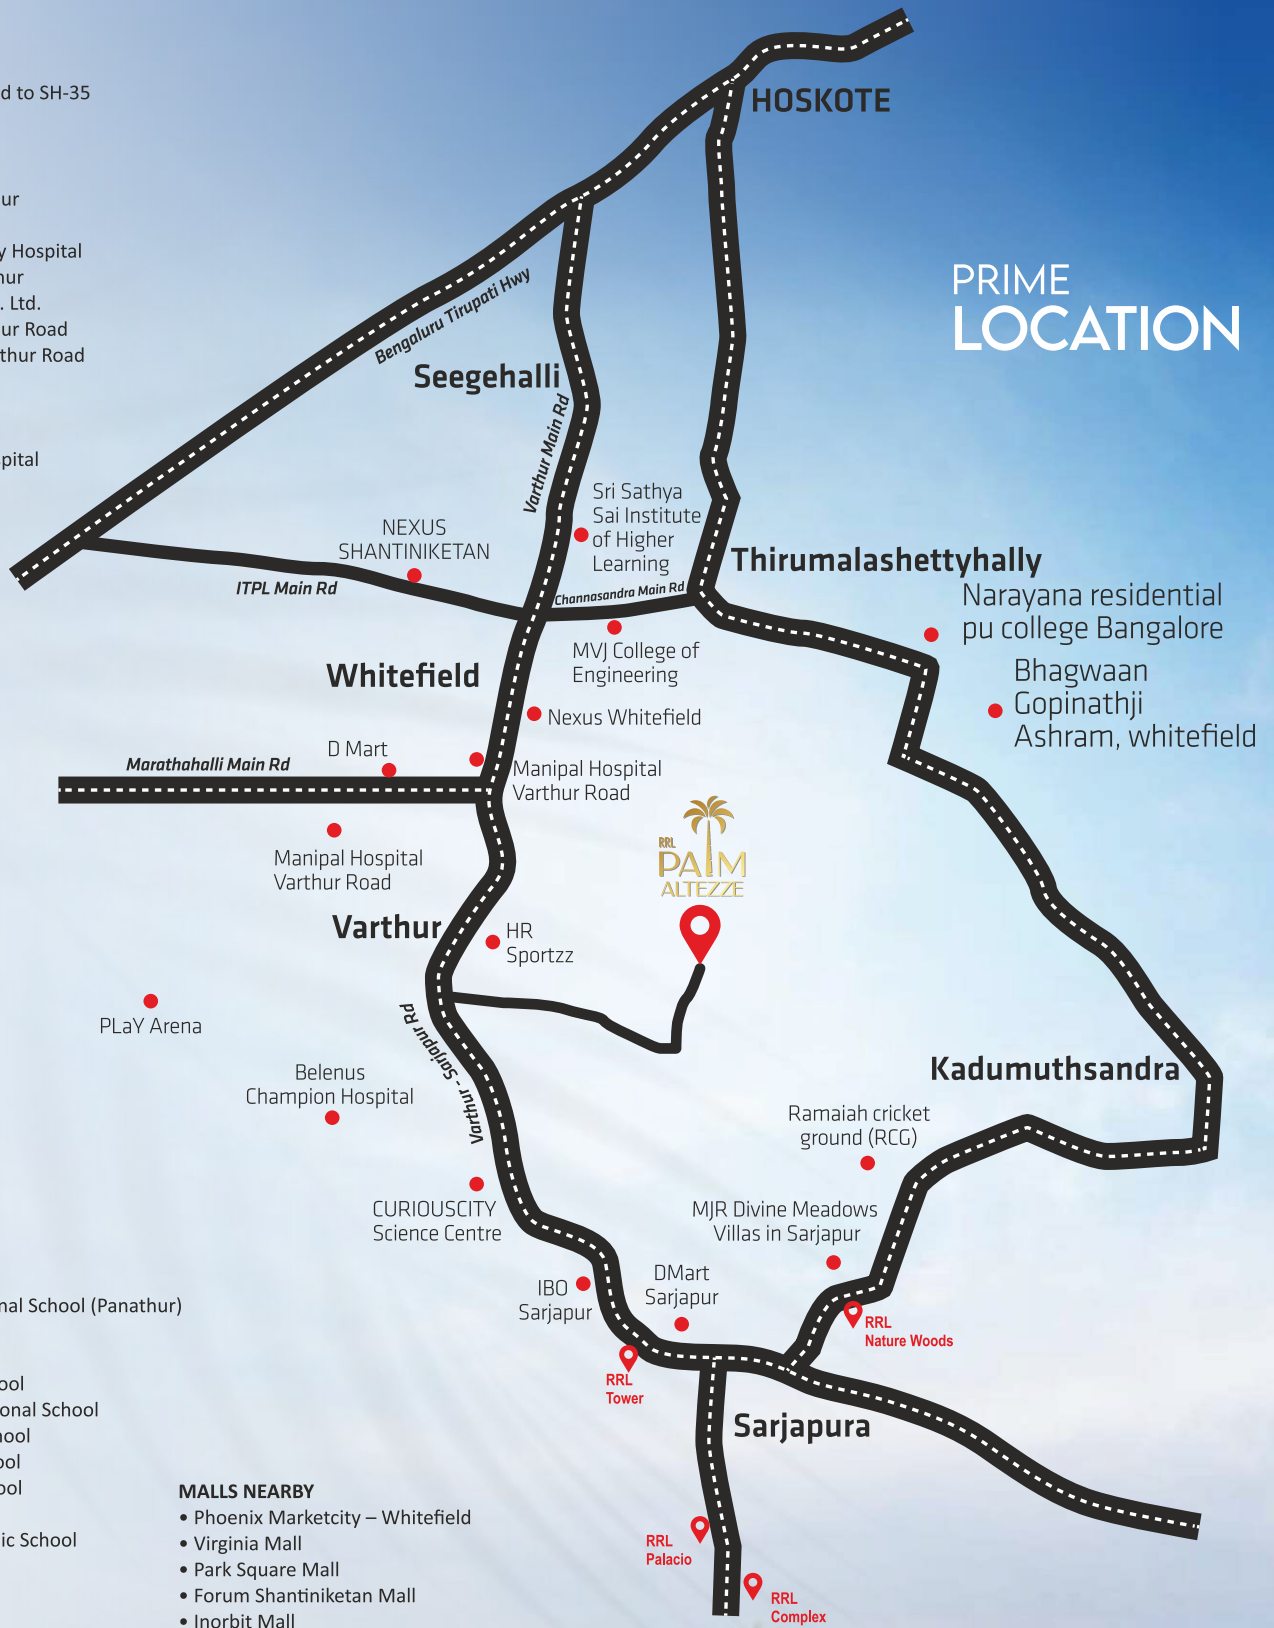 d to SH-35
ur
y Hospital
hur
. Ltd.
ur Road
thur Road
spital
HOSKOTE
PRIME
LOCATION
Bengaluru Tirupati Hwy
Seegehalli
Varthur Main Rd
Sri Sathya
Sai Institute
of Higher
Learning
NEXUS
SHANTINIKETAN
ITPL Main Rd
Channasandra Main Rd
Thirumalashettyhally
Narayana residential
pu college Bangalore
Bhagwaan
Gopinathji
Ashram, whitefield
MVJ College of
Engineering
Whitefield
Nexus Whitefield
D Mart
Marathahalli Main Rd
Manipal Hospital
Varthur Road
Manipal Hospital
Varthur Road
RRL
PALM
ALTEZZE
Varthur
HR
Sportzz
PLaY Arena
Varthur - Sarjapur Rd
Belenus
Champion Hospital
Kadumuthsandra
Ramaiah cricket
ground (RCG)
CURIOUSCITY
Science Centre
MJR Divine Meadows
Villas in Sarjapur
IBO
Sarjapur
DMart
Sarjapur
RRL
Nature Woods
RRL
Tower
Sarjapura
RRL
Palacio
RRL
Complex
nal School (Panathur)
ool
onal School
hool
ool
ool
ic School
MALLS NEARBY
• Phoenix Marketcity – Whitefield
• Virginia Mall
• Park Square Mall
• Forum Shantiniketan Mall
• Inorbit Mall